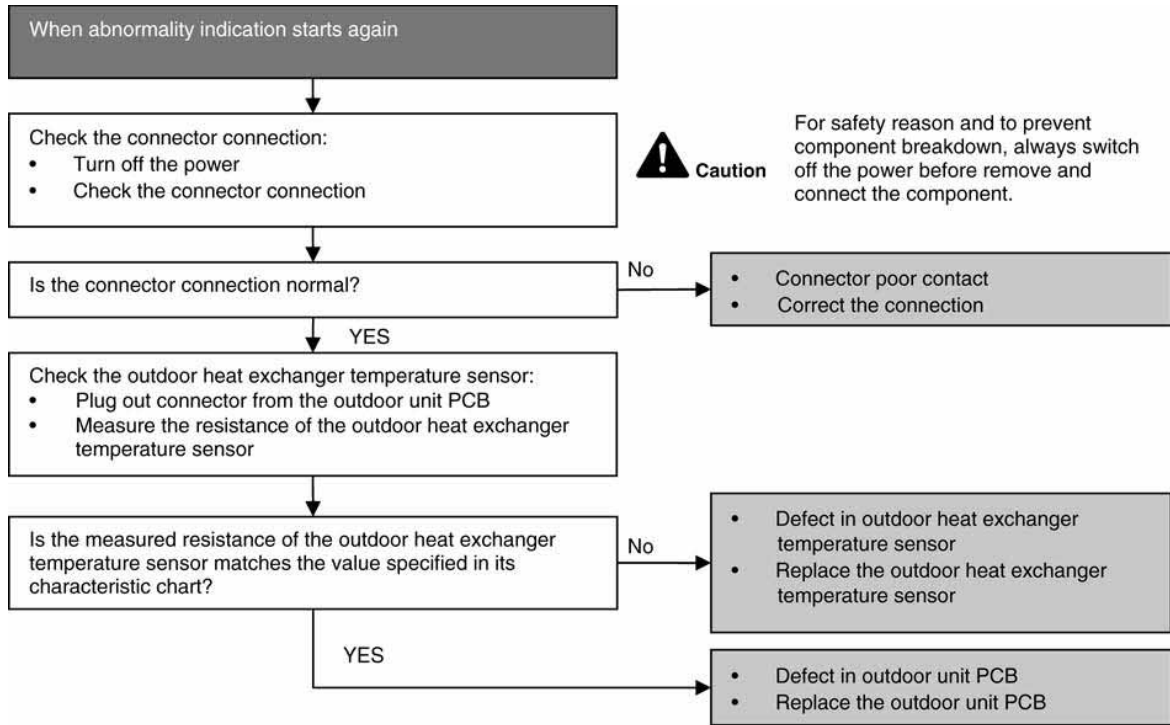 When abnormality indication starts again
Check the connector connection:
• Turn off the power
• Check the connector connection
Caution
For safety reason and to prevent
component breakdown, always switch
off the power before remove and
connect the component.
Is the connector connection normal?
No
• Connector poor contact
• Correct the connection
YES
Check the outdoor heat exchanger temperature sensor:
• Plug out connector from the outdoor unit PCB
• Measure the resistance of the outdoor heat exchanger
temperature sensor
Is the measured resistance of the outdoor heat exchanger
temperature sensor matches the value specified in its
characteristic chart?
No
• Defect in outdoor heat exchanger
temperature sensor
• Replace the outdoor heat exchanger
temperature sensor
YES
• Defect in outdoor unit PCB
• Replace the outdoor unit PCB